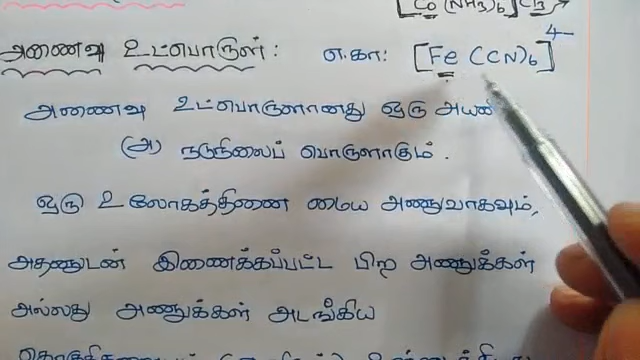 [Co(NH₃)₆]Cl₃
அணைவு உட்பொருள்: எ.கா: [Fe(CN)₆]⁴⁻
அணைவு உட்பொருளானது ஒரு அயனி
(அ) நடுநிலைப் பொருளாகும்.
ஒரு உலோகத்தினை மைய அணுவாகவும்,
அதனுடன் இணைக்கப்பட்ட பிற அணுக்கள்
அல்லது அணுக்கள் அடங்கிய